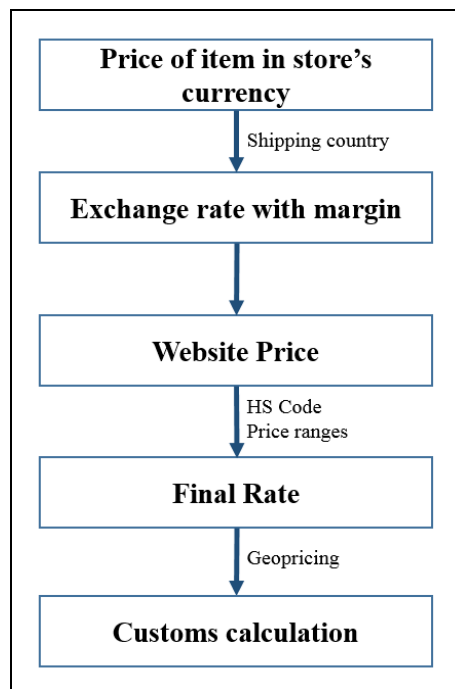 Price of item in store's
currency
Shipping country
Exchange rate with margin
Website Price
HS Code
Price ranges
Final Rate
Geopricing
Customs calculation